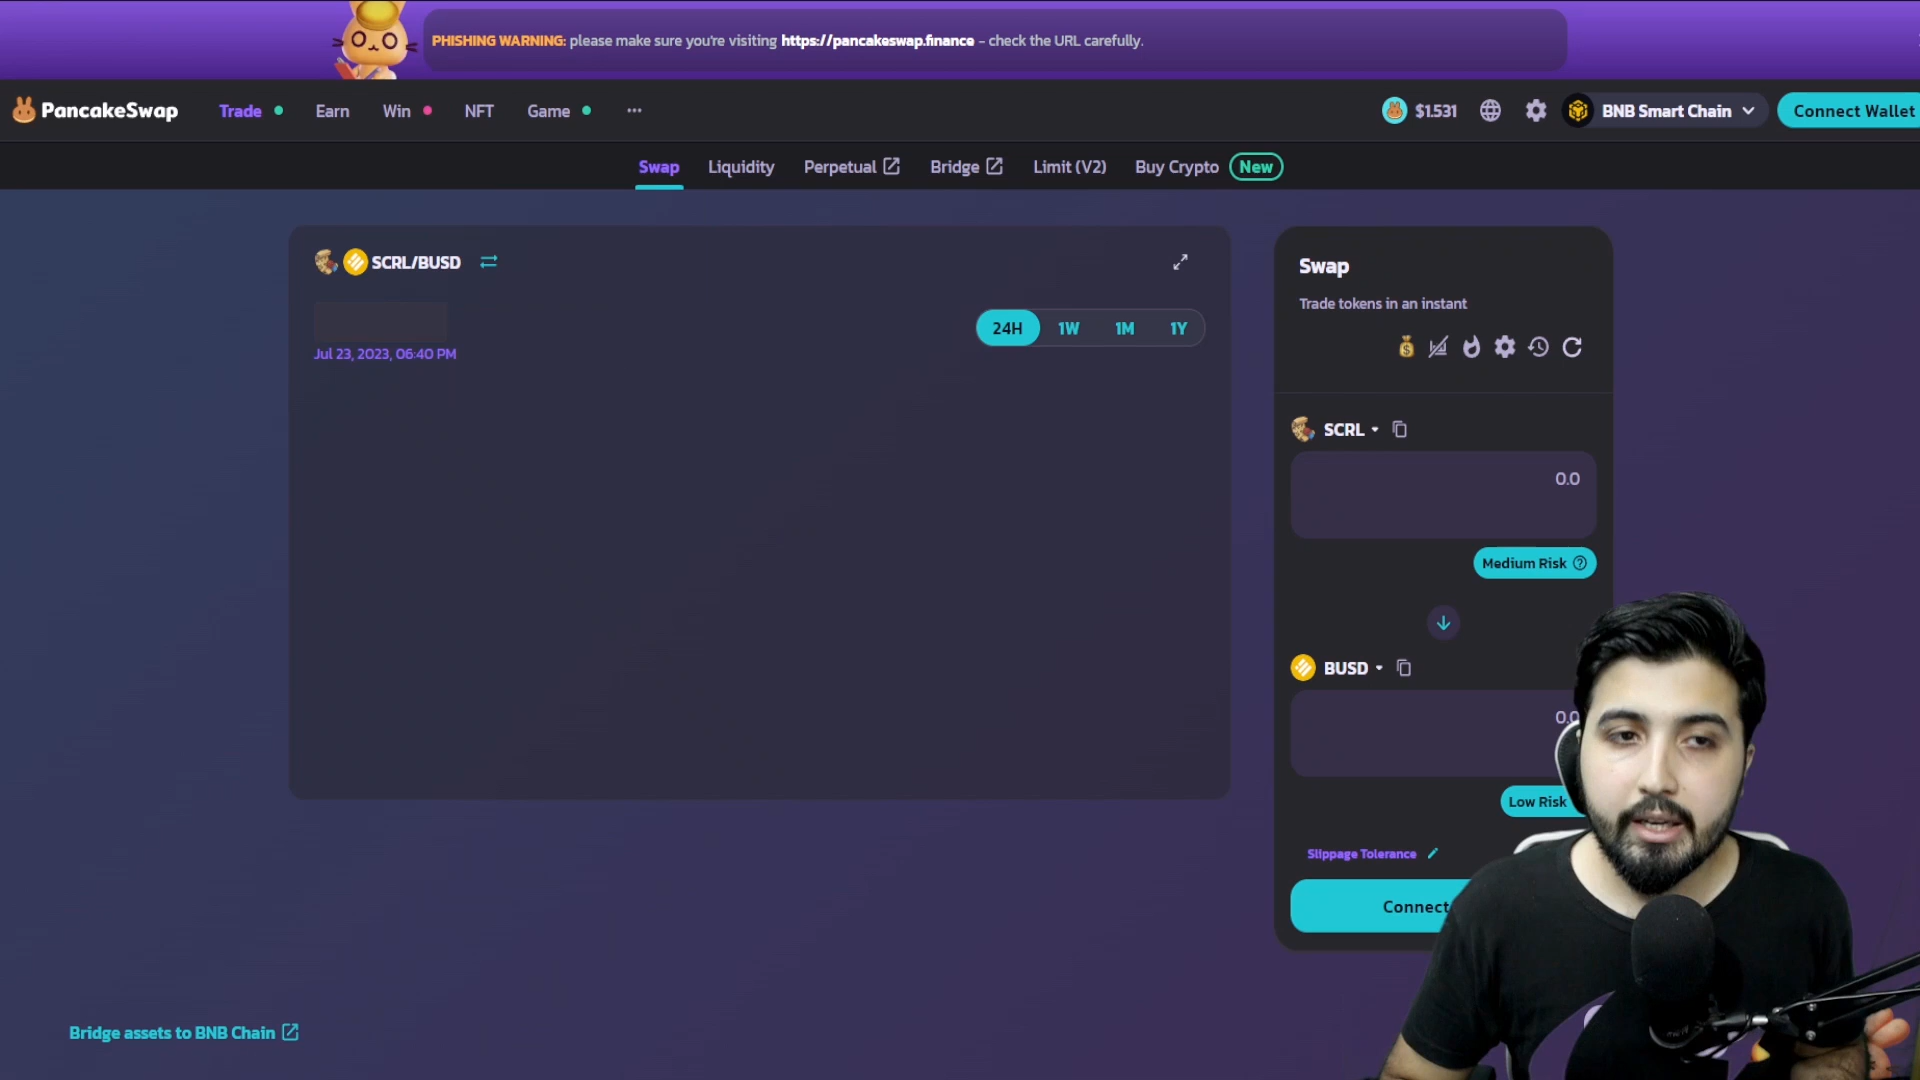 PHISHING WARNING: please make sure you're visiting https://pancakeswap.finance - check the URL carefully.
PancakeSwap Trade Earn Win NFT Game ... $1.531 BNB Smart Chain Connect Wallet
Swap Liquidity Perpetual Bridge Limit (V2) Buy Crypto New
SCRL/BUSD
24H 1W 1M 1Y
Jul 23, 2023, 06:40 PM
Swap
Trade tokens in an instant
SCRL
0.0
Medium Risk
BUSD
0.0
Low Risk
Slippage Tolerance
Connect
Bridge assets to BNB Chain